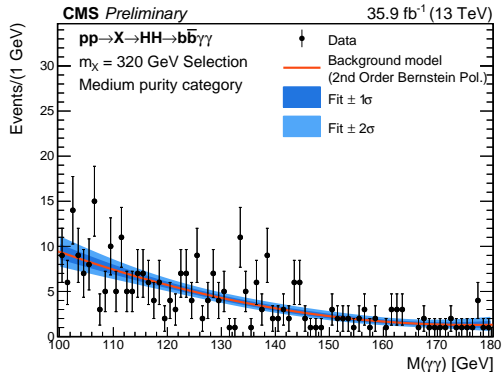 CMS Preliminary 35.9 fb⁻¹ (13 TeV)
pp→X→HH→bb̅γγ
m_X = 320 GeV Selection
Medium purity category
Data
Background model
(2nd Order Bernstein Pol.)
Fit ± 1σ
Fit ± 2σ
Events/(1 GeV)
35
30
25
20
15
10
5
0
100 110 120 130 140 150 160 170 180
M(γγ) [GeV]